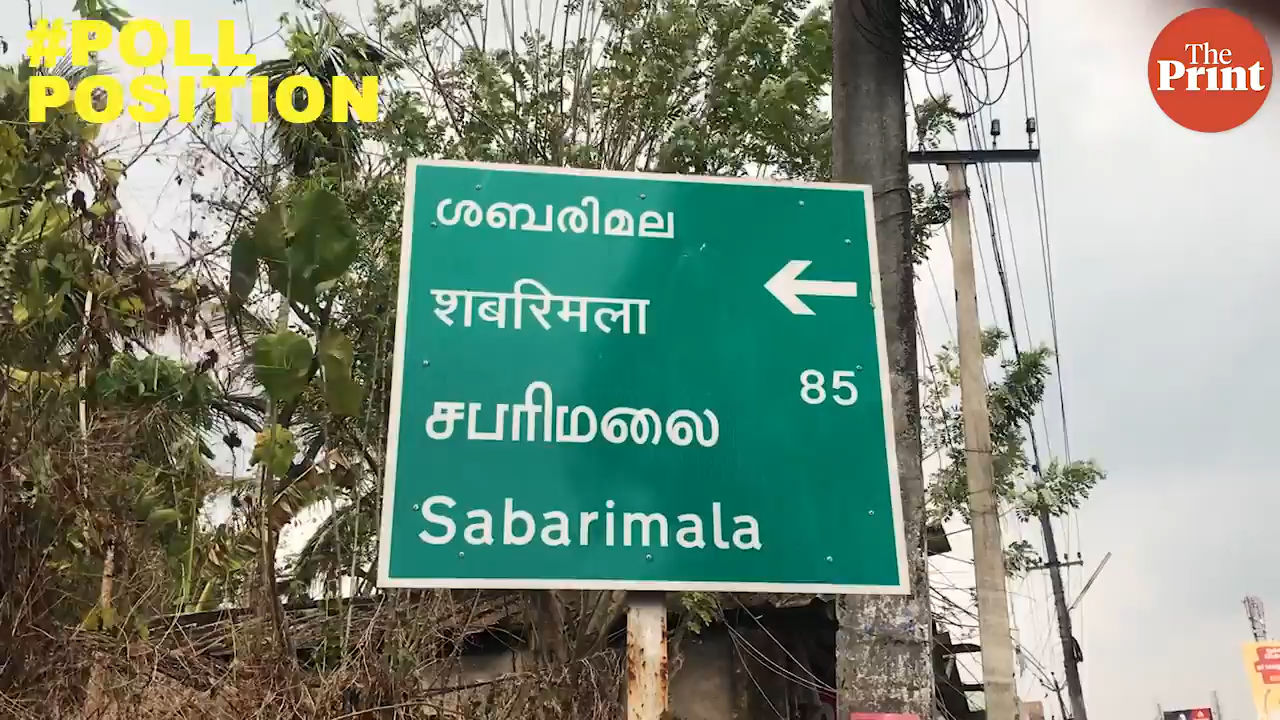 #POLL
POSITION
The
Print
ശബരിമല
शबरिमला
சபரிமலை
Sabarimala
85